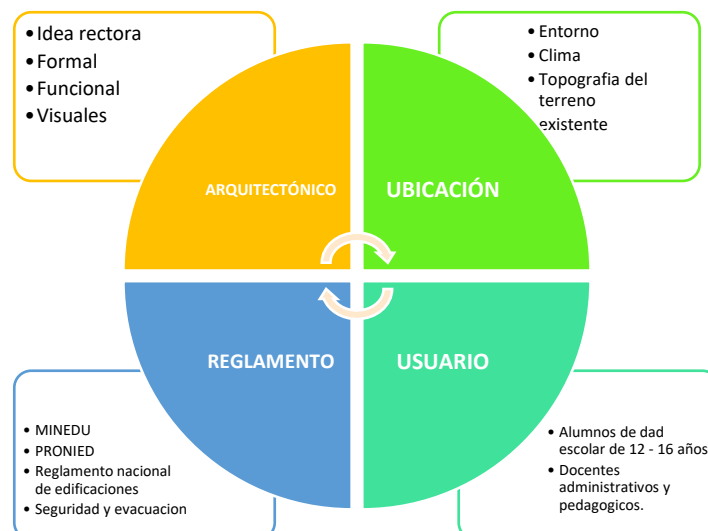 • Idea rectora
• Formal
• Funcional
• Visuales
• Entorno
• Clima
• Topografia del
terreno
existente
ARQUITECTÓNICO
UBICACIÓN
REGLAMENTO
USUARIO
• MINEDU
• PRONIED
• Reglamento nacional
de edificaciones
• Seguridad y evacuacion
• Alumnos de dad
escolar de 12 - 16 años
• Docentes
administrativos y
pedagogicos.